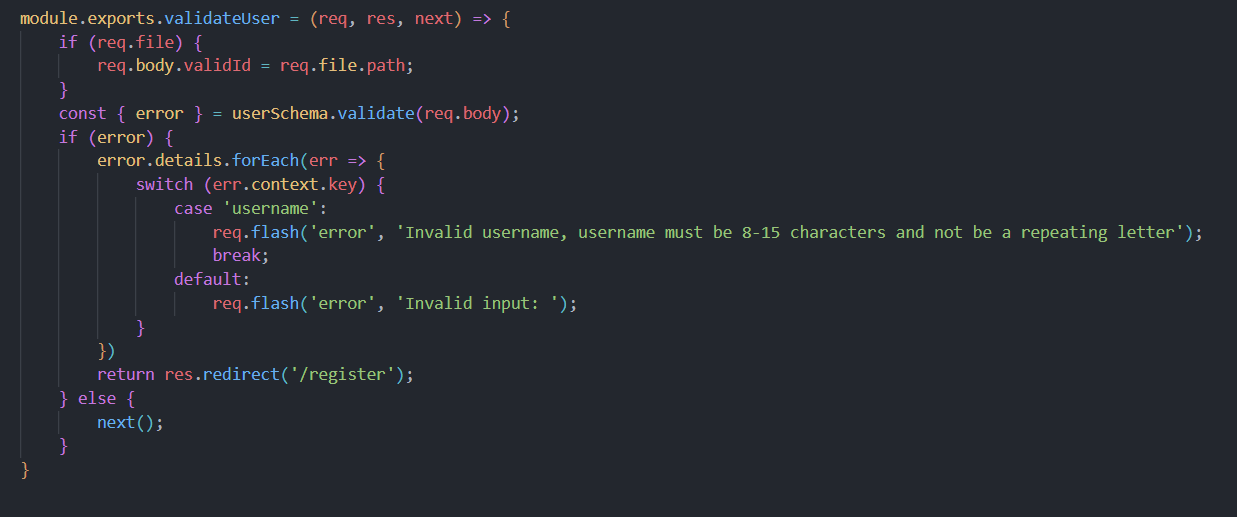 module.exports.validateUser = (req, res, next) => {
    if (req.file) {
        req.body.validId = req.file.path;
    }
    const { error } = userSchema.validate(req.body);
    if (error) {
        error.details.forEach(err => {
            switch (err.context.key) {
                case 'username':
                    req.flash('error', 'Invalid username, username must be 8-15 characters and not be a repeating letter');
                    break;
                default:
                    req.flash('error', 'Invalid input: ');
            }
        })
        return res.redirect('/register');
    } else {
        next();
    }
}